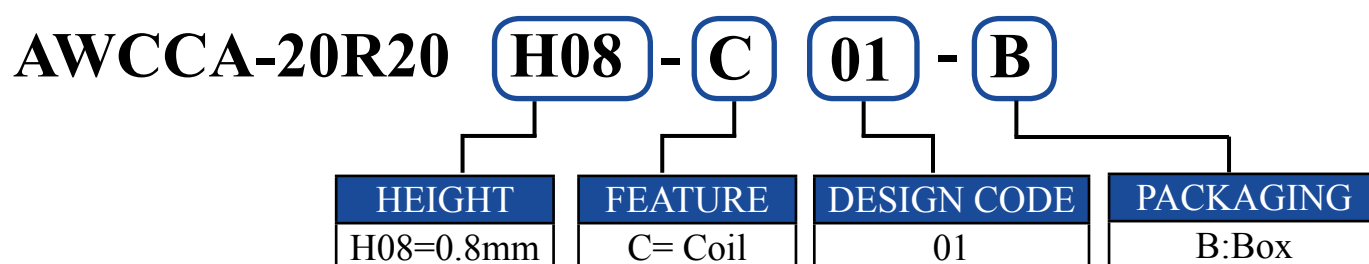 AWCCA-20R20 H08 - C 01 - B
HEIGHT FEATURE DESIGN CODE PACKAGING
H08=0.8mm C= Coil 01 B:Box